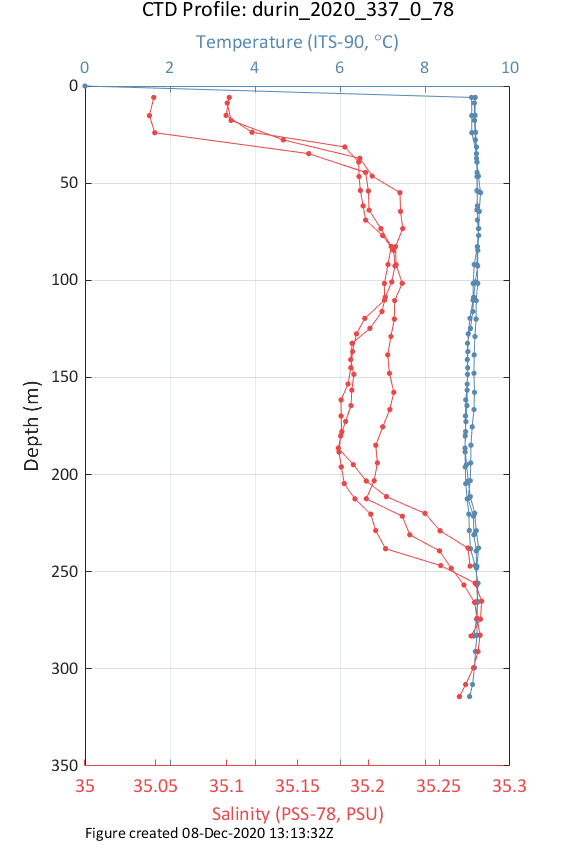 CTD Profile: durin_2020_337_0_78
Temperature (ITS-90, °C)
0 2 4 6 8 10
0
50
100
150
200
250
300
350
Depth (m)
35 35.05 35.1 35.15 35.2 35.25 35.3
Salinity (PSS-78, PSU)
Figure created 08-Dec-2020 13:13:32Z